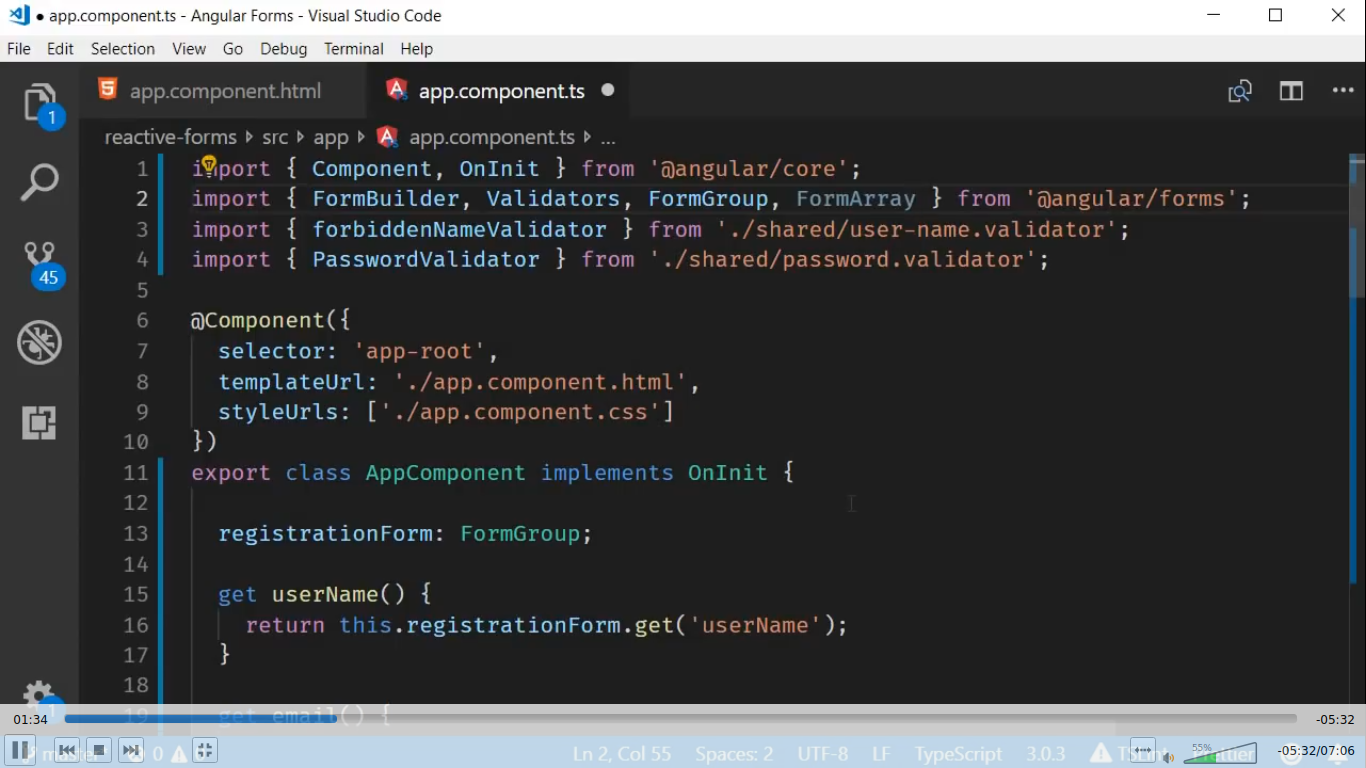 ● app.component.ts - Angular Forms - Visual Studio Code
File Edit Selection View Go Debug Terminal Help
app.component.html app.component.ts ●
1
reactive-forms src app app.component.ts ...
1 import { Component, OnInit } from '@angular/core';
2 import { FormBuilder, Validators, FormGroup, FormArray } from '@angular/forms';
3 import { forbiddenNameValidator } from './shared/user-name.validator';
4 import { PasswordValidator } from './shared/password.validator';
45
5
6 @Component({
7 selector: 'app-root',
8 templateUrl: './app.component.html',
9 styleUrls: ['./app.component.css']
10 })
11 export class AppComponent implements OnInit {
12
13 registrationForm: FormGroup;
14
15 get userName() {
16 return this.registrationForm.get('userName');
17 }
18
1
19 get email() {
01:34 -05:32
master 0 Ln 2, Col 55 Spaces: 2 UTF-8 LF TypeScript 3.0.3 TSLint Prettier
55% -05:32/07:06